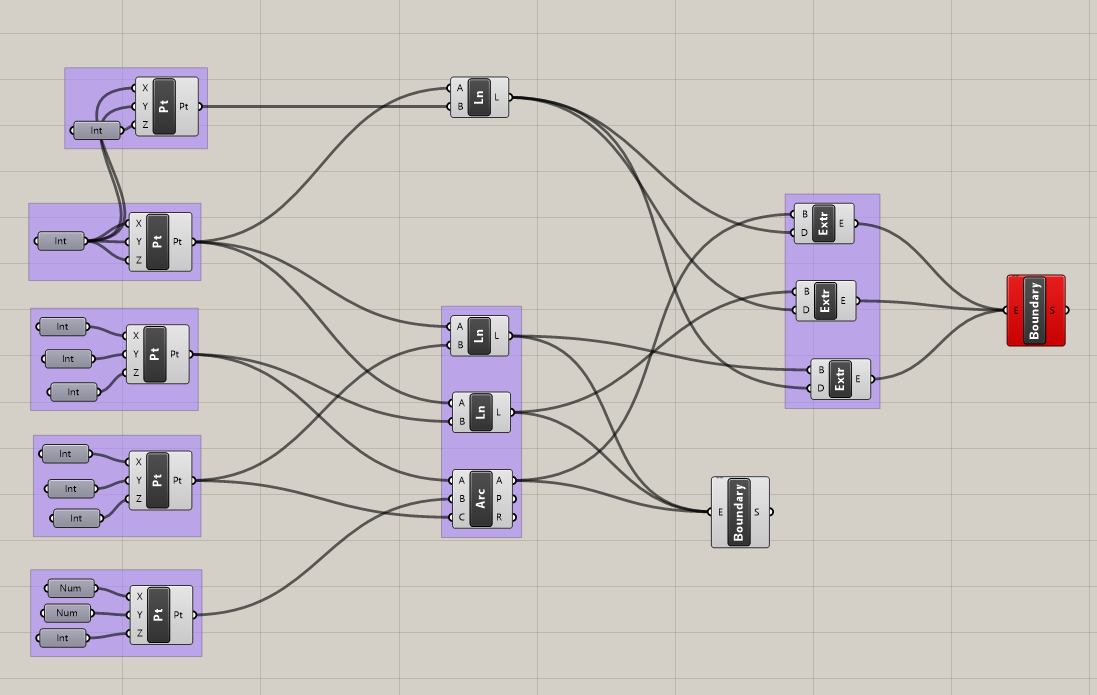 X
Y
Z
Pt
Pt
Int
A
B
Ln
L
Int
X
Y
Z
Pt
Pt
Int
Int
Int
X
Y
Z
Pt
Pt
Int
Int
Int
X
Y
Z
Pt
Pt
Num
Num
Int
X
Y
Z
Pt
Pt
A
B
Ln
L
A
B
Ln
L
A
B
C
Arc
A
P
R
B
D
Extr
E
B
D
Extr
E
B
D
Extr
E
E
Boundary
S
E
Boundary
S